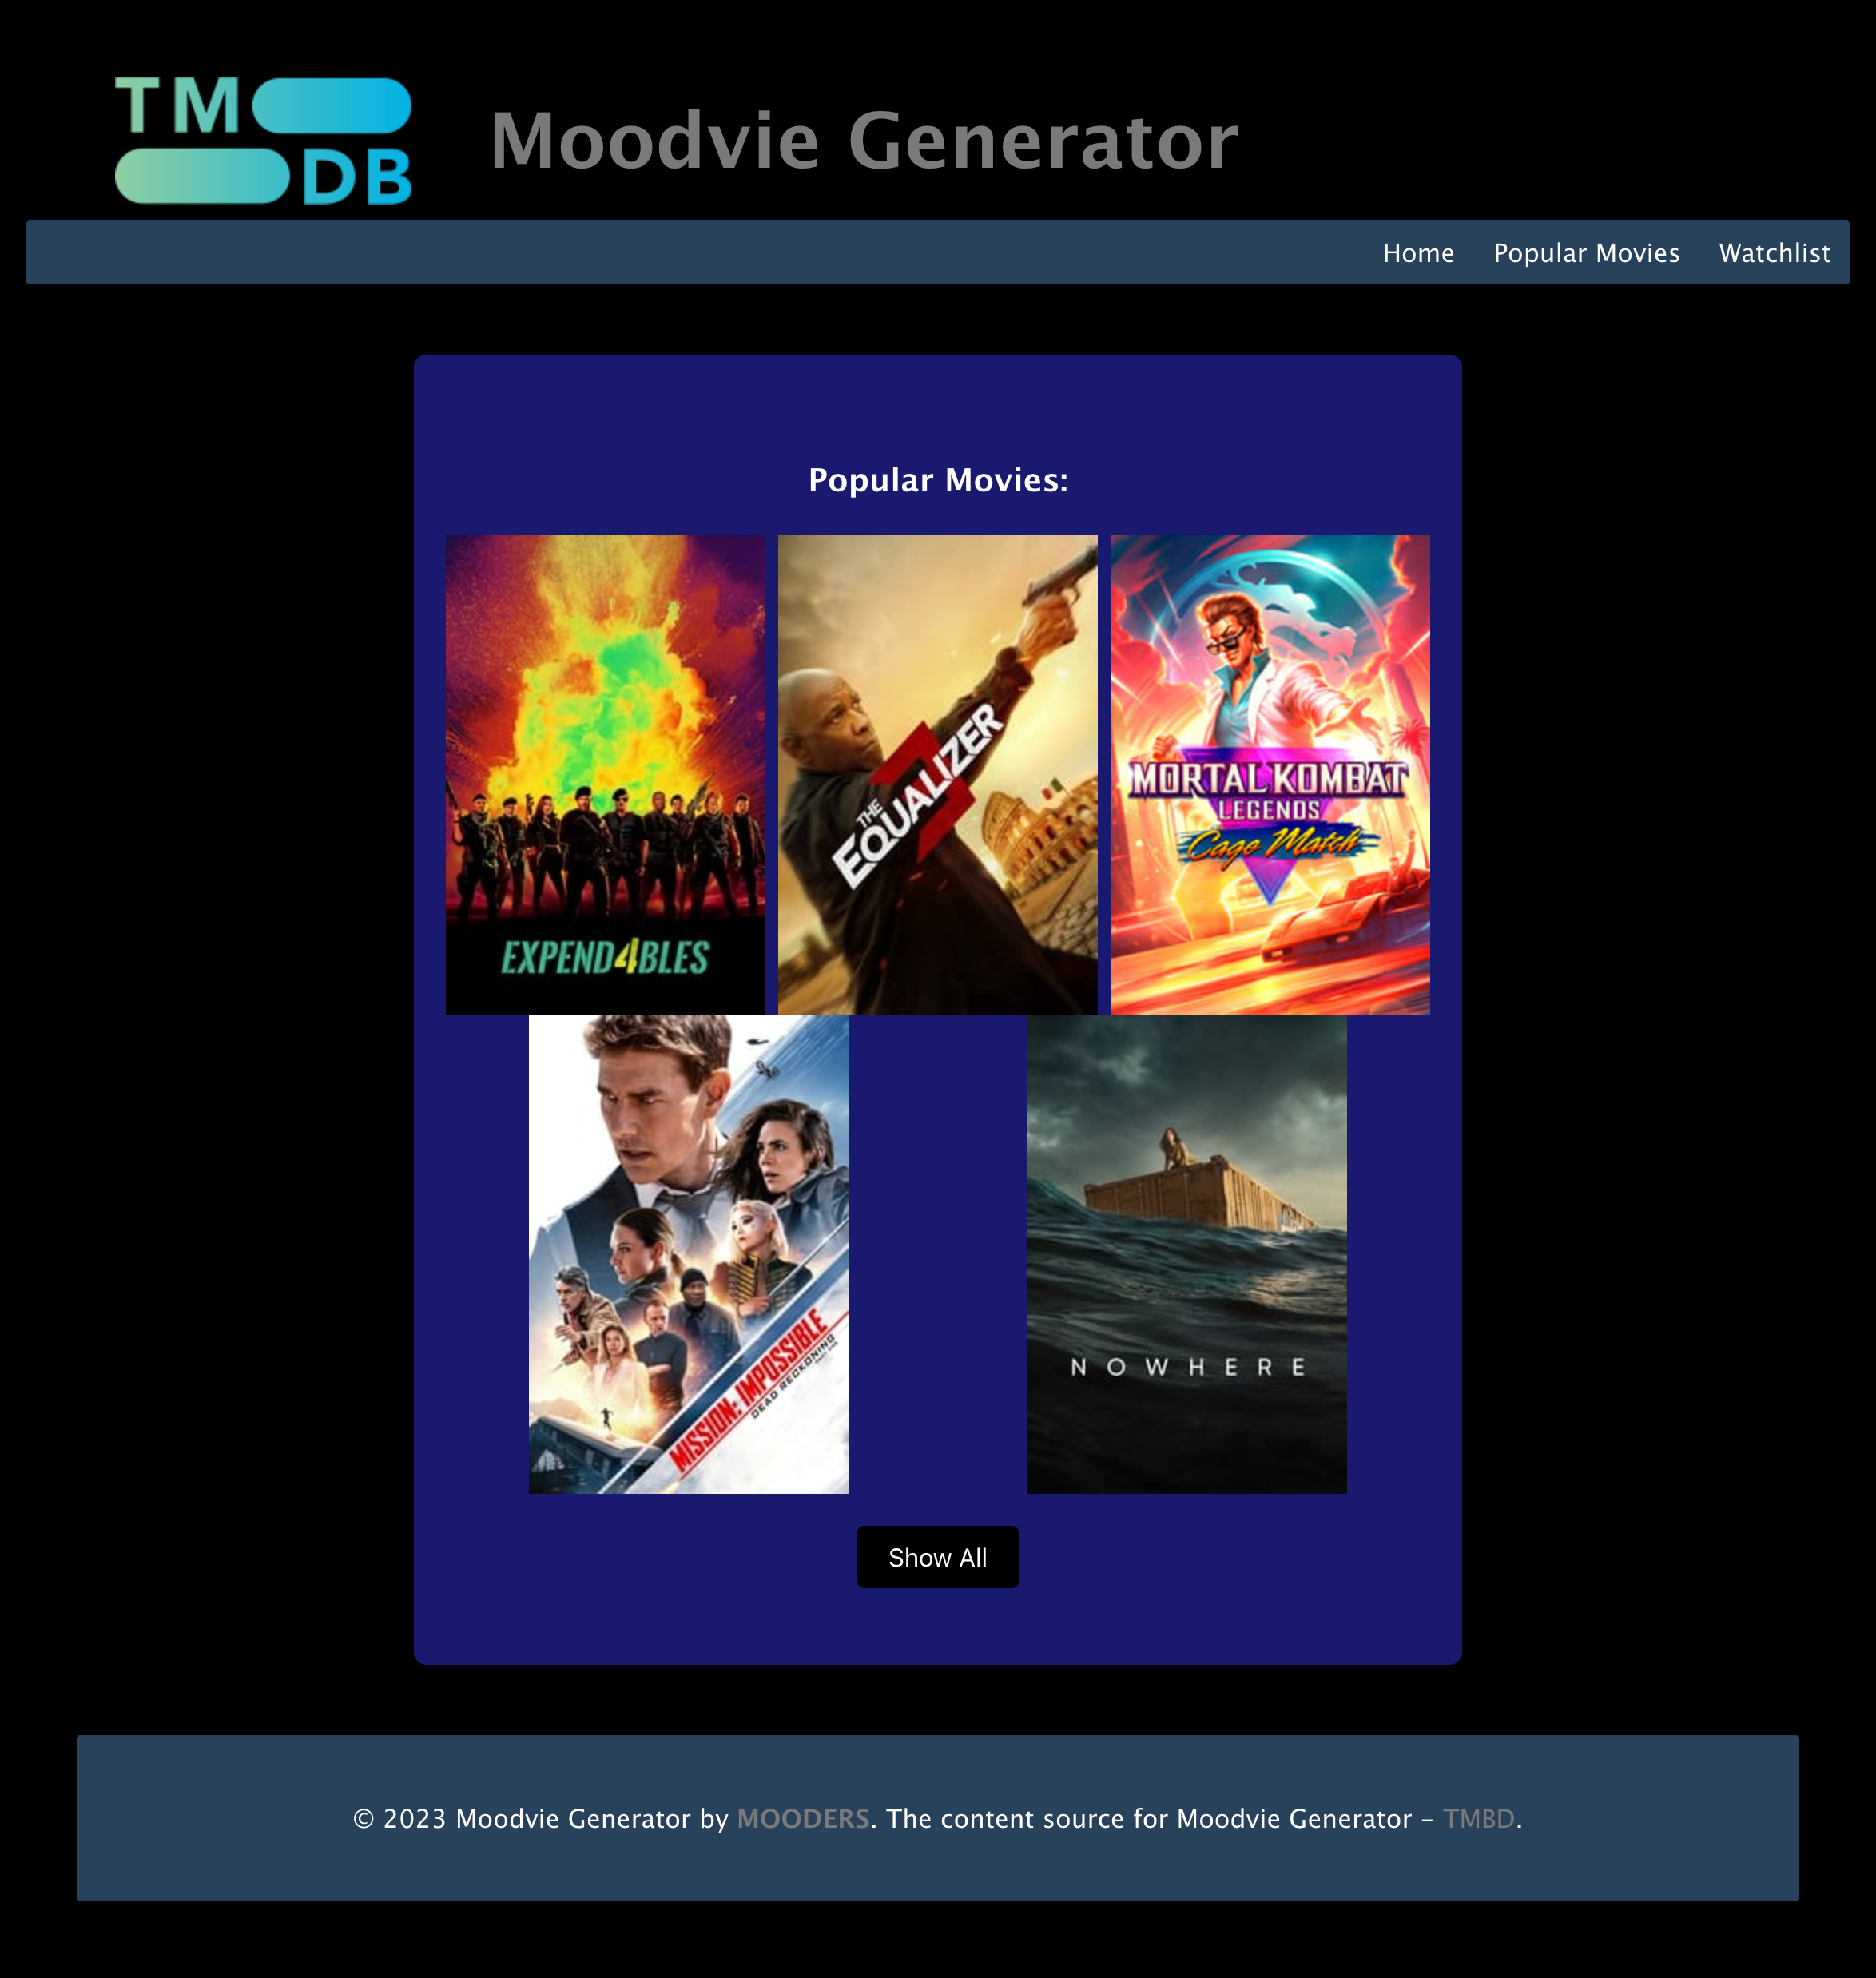 TM
DB
Moodvie Generator
Home Popular Movies Watchlist
Popular Movies:
EXPEND4BLES
THE
EQUALIZER
3
MORTAL KOMBAT
LEGENDS
Cage Match
MISSION: IMPOSSIBLE
DEAD RECKONING
PART ONE
NOWHERE
Show All
© 2023 Moodvie Generator by MOODERS. The content source for Moodvie Generator – TMBD.